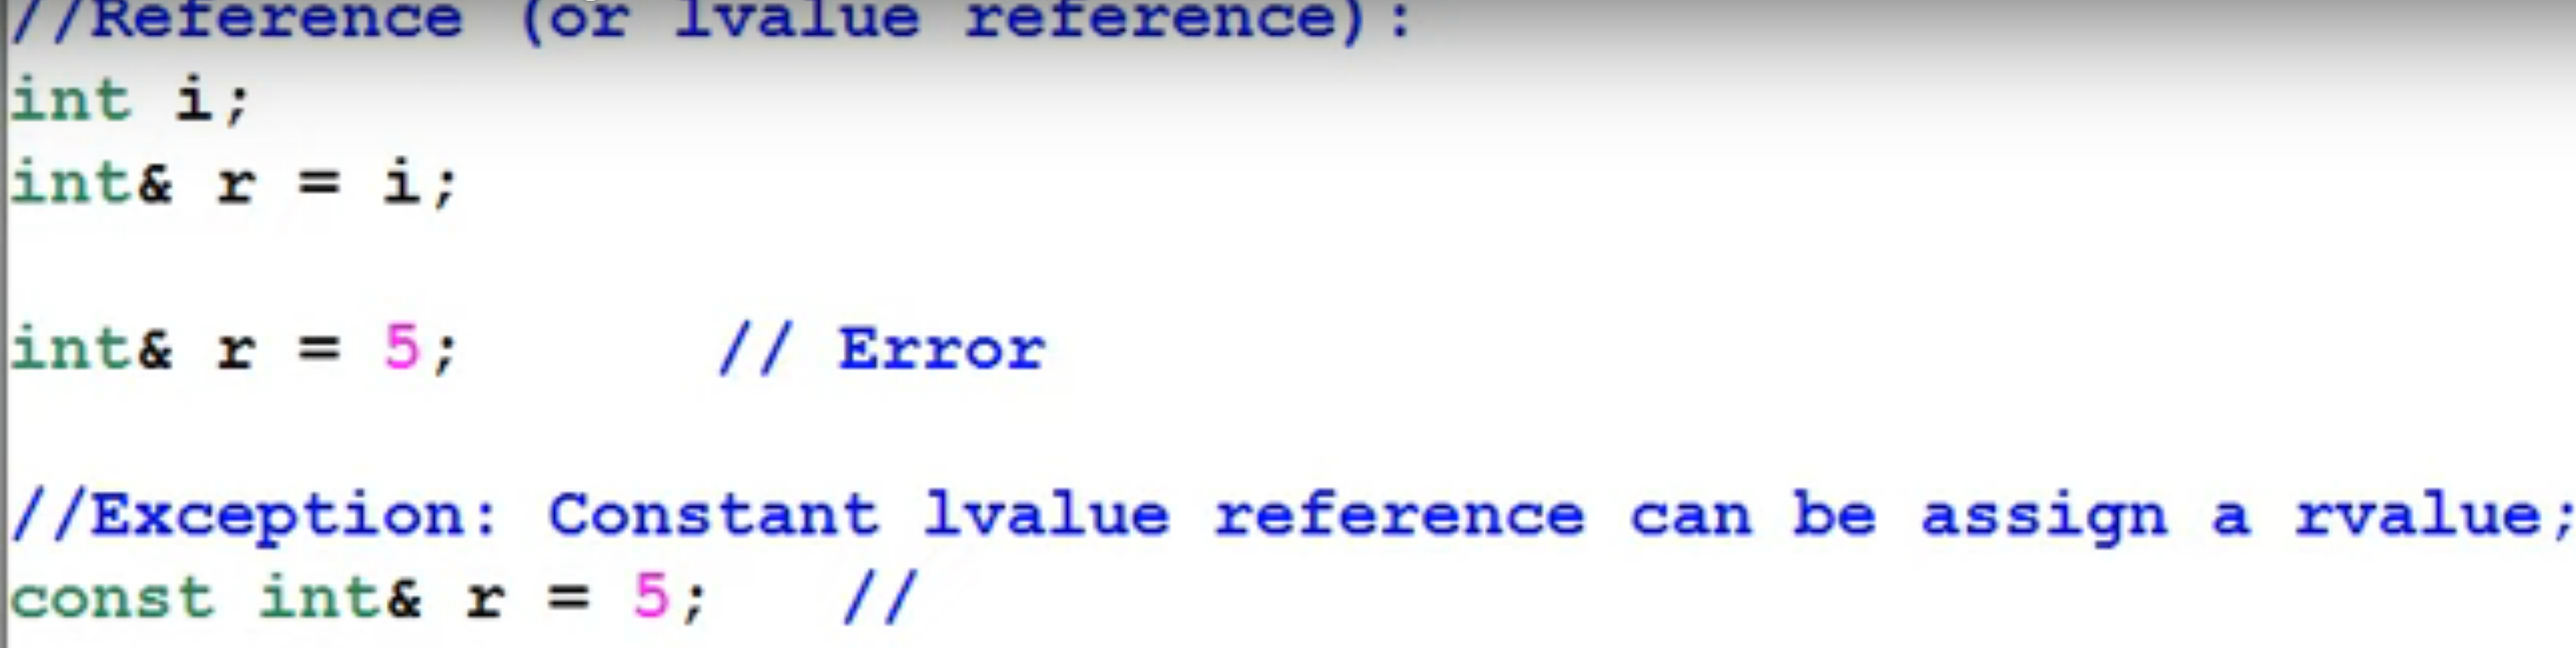 //Reference (or lvalue reference):
int i;
int& r = i;
int& r = 5;       // Error
//Exception: Constant lvalue reference can be assign a rvalue;
const int& r = 5;   //